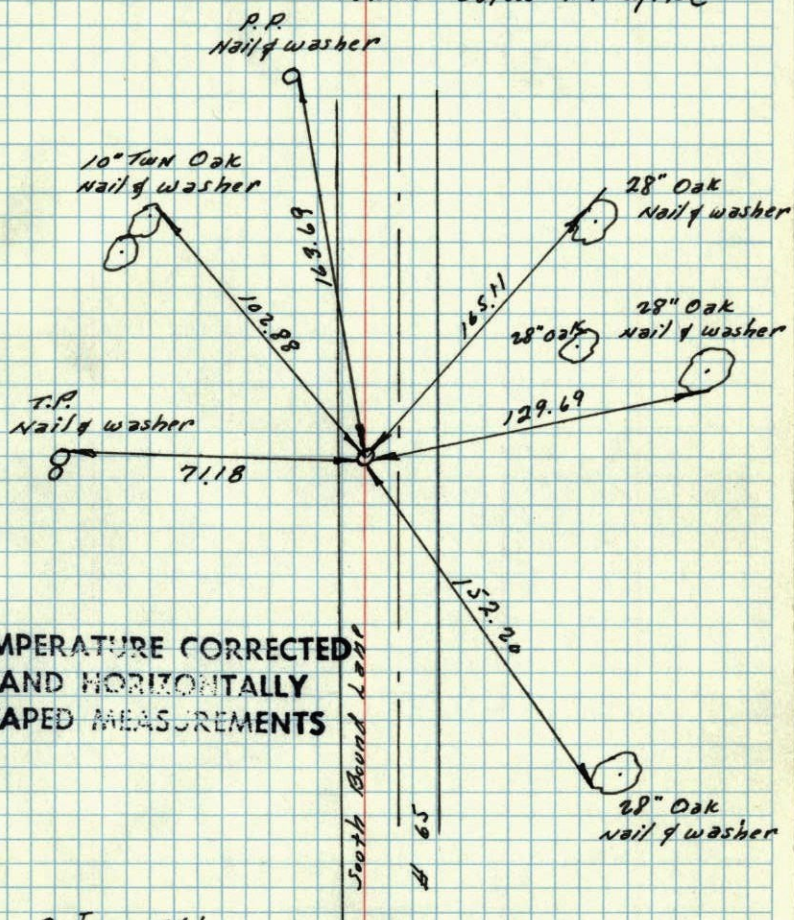 P.P.
Nail & washer
10" Twn Oak
Nail & washer
28" Oak
Nail & washer
163.69
165.11
102.88
28" Oak
28" Oak
Nail & washer
T.P.
Nail & washer
129.69
71.18
152.20
MPERATURE CORRECTED
AND HORIZONTALLY
APED MEASUREMENTS
South Bound Lane
# 65
28" Oak
Nail & washer